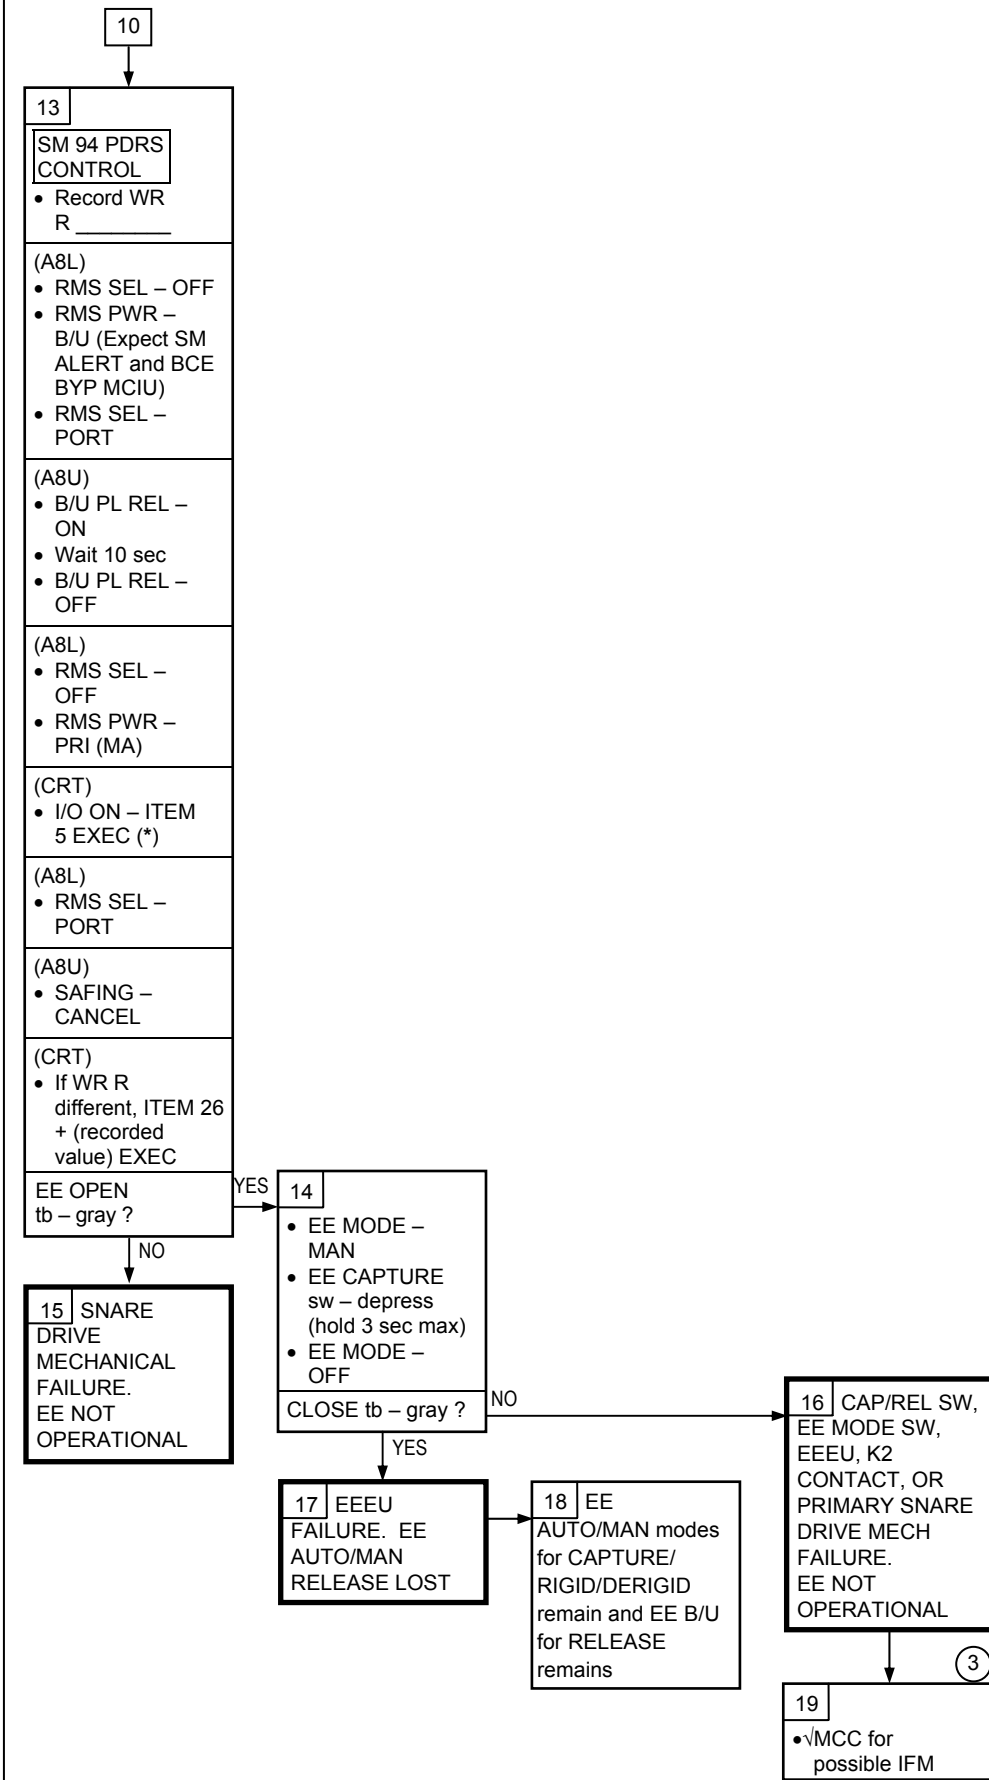 10
13
SM 94 PDRS
CONTROL
• Record WR
R ________
(A8L)
• RMS SEL – OFF
• RMS PWR –
B/U (Expect SM
ALERT and BCE
BYP MCIU)
• RMS SEL –
PORT
(A8U)
• B/U PL REL –
ON
• Wait 10 sec
• B/U PL REL –
OFF
(A8L)
• RMS SEL –
OFF
• RMS PWR –
PRI (MA)
(CRT)
• I/O ON – ITEM
5 EXEC (*)
(A8L)
• RMS SEL –
PORT
(A8U)
• SAFING –
CANCEL
(CRT)
• If WR R
different, ITEM 26
+ (recorded
value) EXEC
EE OPEN
tb – gray ?
YES
NO
14
• EE MODE –
MAN
• EE CAPTURE
sw – depress
(hold 3 sec max)
• EE MODE –
OFF
CLOSE tb – gray ?
NO
YES
15 SNARE
DRIVE
MECHANICAL
FAILURE.
EE NOT
OPERATIONAL
16 CAP/REL SW,
EE MODE SW,
EEEU, K2
CONTACT, OR
PRIMARY SNARE
DRIVE MECH
FAILURE.
EE NOT
OPERATIONAL
17 EEEU
FAILURE. EE
AUTO/MAN
RELEASE LOST
18 EE
AUTO/MAN modes
for CAPTURE/
RIGID/DERIGID
remain and EE B/U
for RELEASE
remains
3
19
•√MCC for
possible IFM